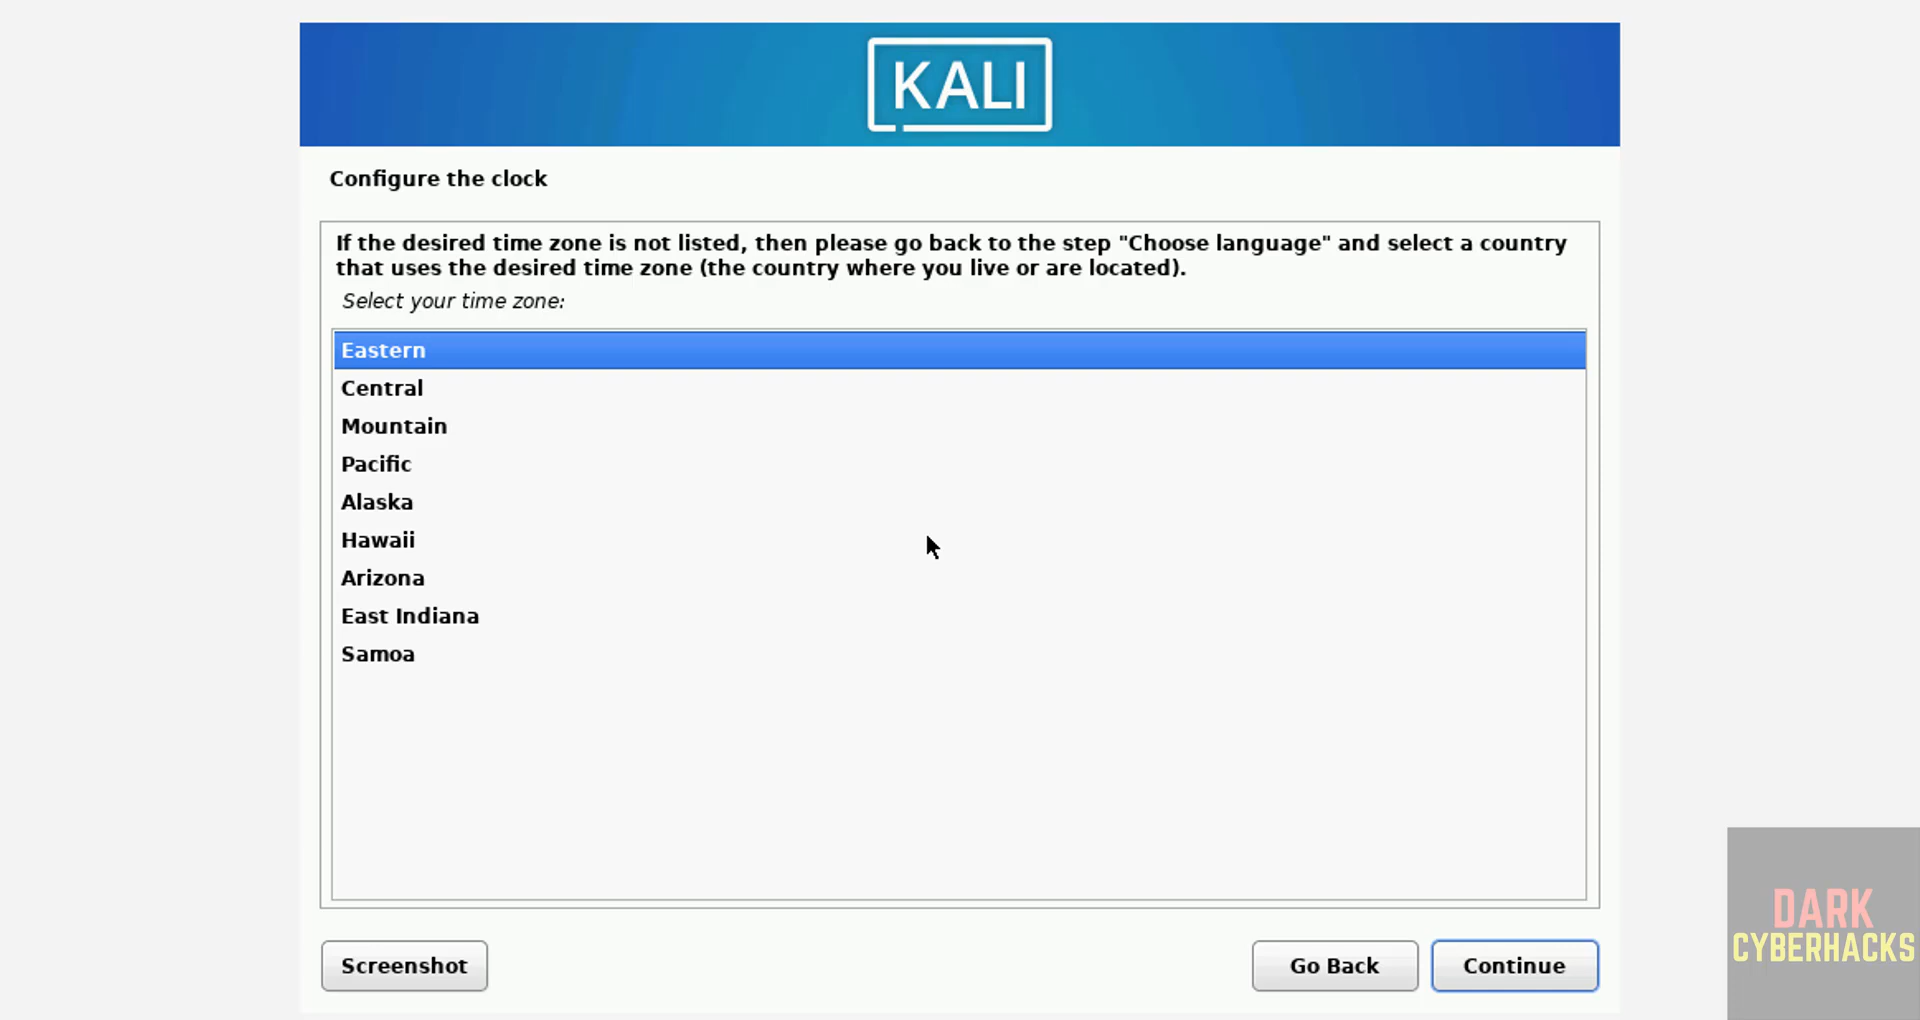 KALI
Configure the clock
If the desired time zone is not listed, then please go back to the step "Choose language" and select a country
that uses the desired time zone (the country where you live or are located).
Select your time zone:
Eastern
Central
Mountain
Pacific
Alaska
Hawaii
Arizona
East Indiana
Samoa
Screenshot
Go Back
Continue
DARK
CYBERHACKS